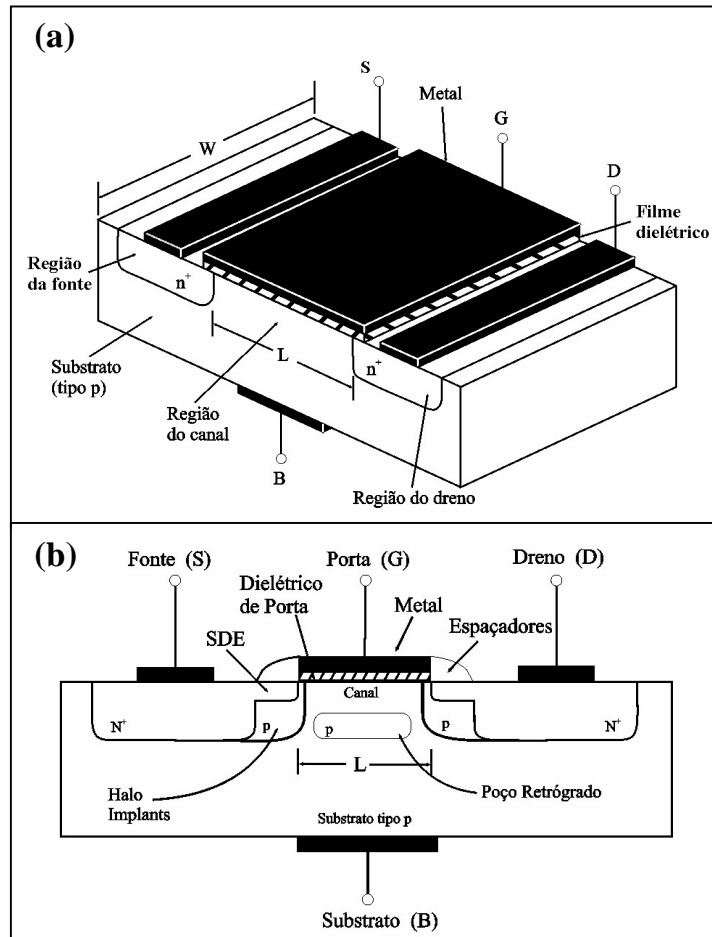 (a)
S
Metal
W
G
D
Filme
dielétrico
Região
da fonte
n+
Substrato
(tipo p)
L
n+
Região
do canal
B
Região do dreno
(b)
Fonte (S)
Porta (G)
Dreno (D)
Dielétrico
de Porta
Metal
Espaçadores
SDE
Canal
N+
p
p
p
N+
L
Halo
Implants
Poço Retrógrado
Substrato tipo p
Substrato (B)